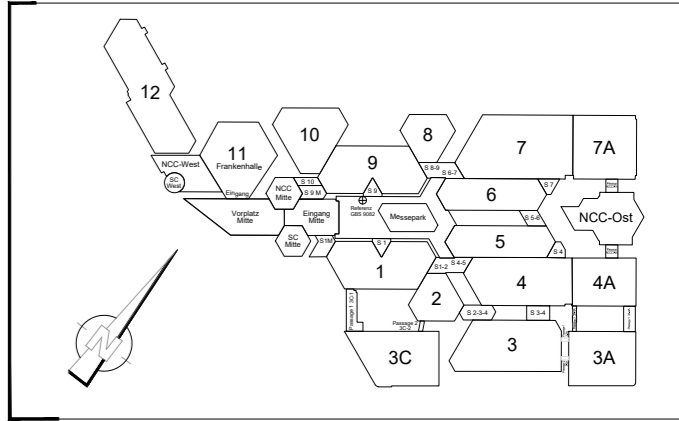 12
NCC-West
SC
West
11
Frankenhalle
Eingang
10
S 10
S 9 M
NCC
Mitte
9
S 9
8
S 8-9
S 6-7
7
S 7
7A
6
S 5-6
5
S 4
NCC-Ost
Vorplatz
Mitte
Eingang
Mitte
SC
Mitte
Referenz
GBS 9082
Messepark
S1M
S 1
1
S1-2
S 4-5
2
4
4A
S 2-3-4
S 3-4
3
3A
Passage 1 3C-1
Passage 2
3C-2
3C
N